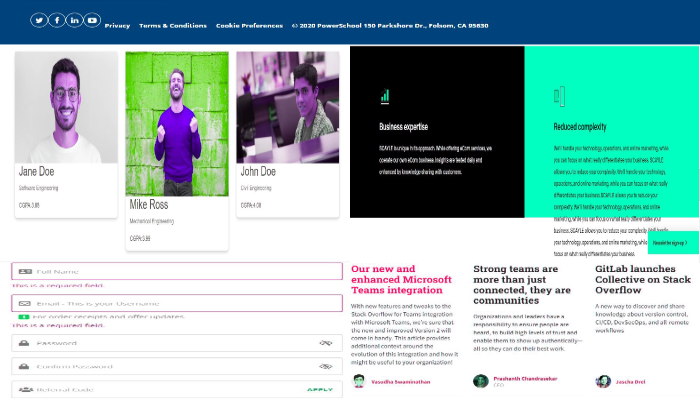 Privacy Terms & Conditions Cookie Preferences © 2020 PowerSchool 150 Parkshore Dr., Folsom, CA 95630
Jane Doe
Software Engineering
CGPA:3.95
Mike Ross
Mechanical Engineering
CGPA:3.95
John Doe
Civil Engineering
CGPA:4.00
Business expertise
SCAYLE is unique in its approach. While offering eCom services, we
operate our own eCom business. Insights are tested daily and
enhanced by knowledge-sharing with customers.
Reduced complexity
We'll handle your technology, operations, and online marketing, while
you can focus on what really differentiates your business. SCAYLE
allows you to reduce complexity. We'll handle your technology,
operations, and online marketing, while you can focus on what really
differentiates your business. SCAYLE allows you to reduce
complexity. We'll handle your technology, operations, and online
marketing, while you can focus on what really differentiates your
business. SCAYLE allows you to reduce complexity. We'll handle
your technology, operations, and online marketing, while you can
focus on what really differentiates your business.
Newsletter sign-up
Full Name
This is a required field.
Email - This is your Username
For order receipts and offer updates.
This is a required field.
Password
Confirm Password
Referral Code APPLY
Our new and
enhanced Microsoft
Teams integration
With new features and tweaks to the
Stack Overflow for Teams integration
with Microsoft Teams, we're sure that
the new and improved Version 2 will
come in handy. This article provides
additional context around the
evolution of this integration and how it
might be useful to your organization!
Vasudha Swaminathan
Strong teams are
more than just
connected, they are
communities
Organizations and leaders have a
responsibility to ensure people are
heard, to build high levels of trust and
enable them to show up authentically—
all so they can do their best work.
Prashanth Chandrasekar
CEO
GitLab launches
Collective on Stack
Overflow
A new way to discover and share
knowledge about version control,
CI/CD, DevSecOps, and all remote
workflows
Jascha Drel